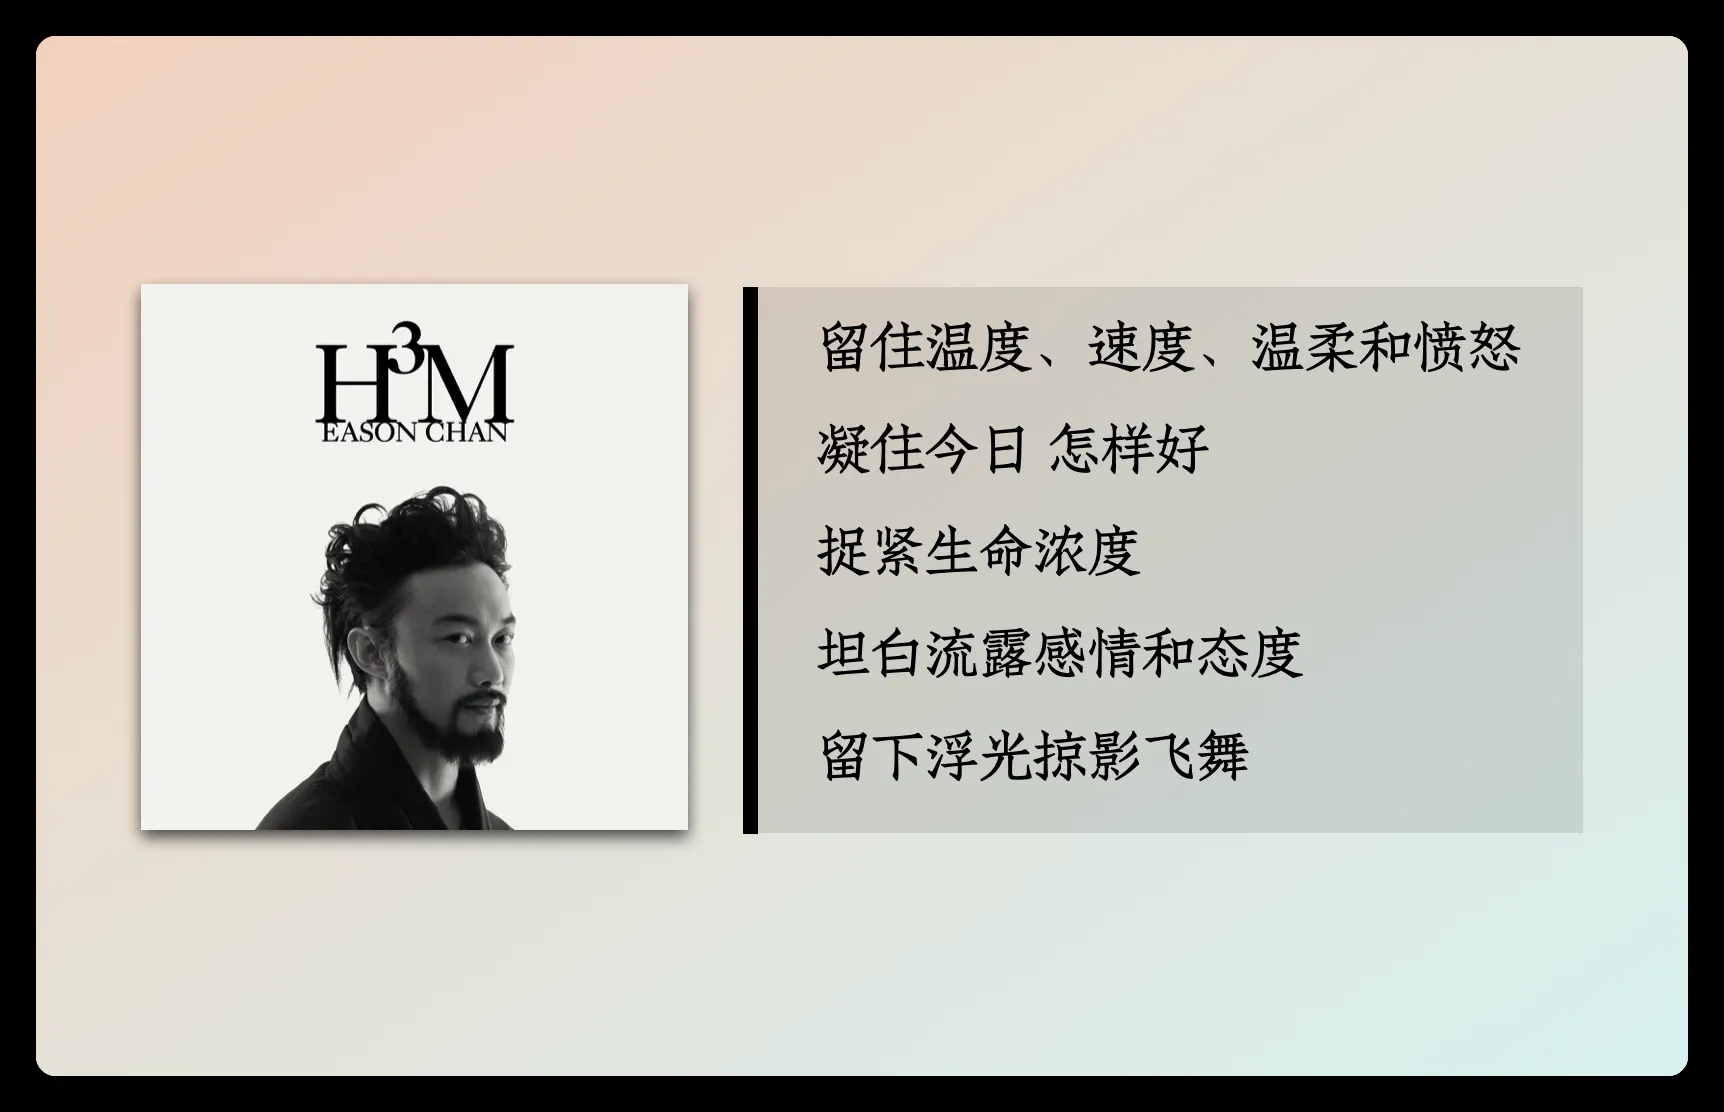 H³M
EASON CHAN
留住温度、速度、温柔和愤怒
凝住今日 怎样好
捉紧生命浓度
坦白流露感情和态度
留下浮光掠影飞舞